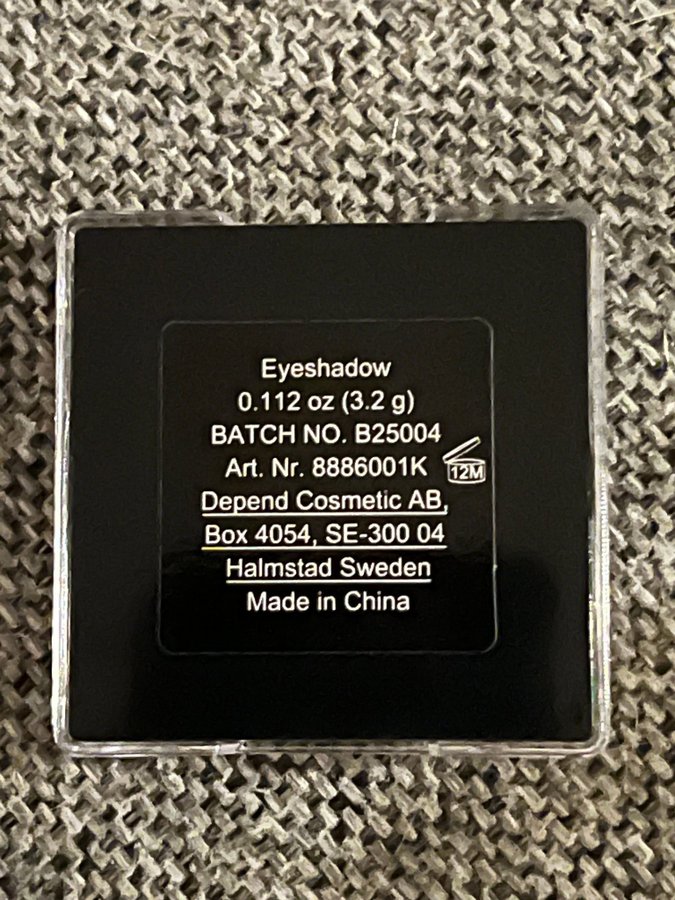 Eyeshadow
0.112 oz (3.2 g)
BATCH NO. B25004
Art. Nr. 8886001K
12M
Depend Cosmetic AB,
Box 4054, SE-300 04
Halmstad Sweden
Made in China